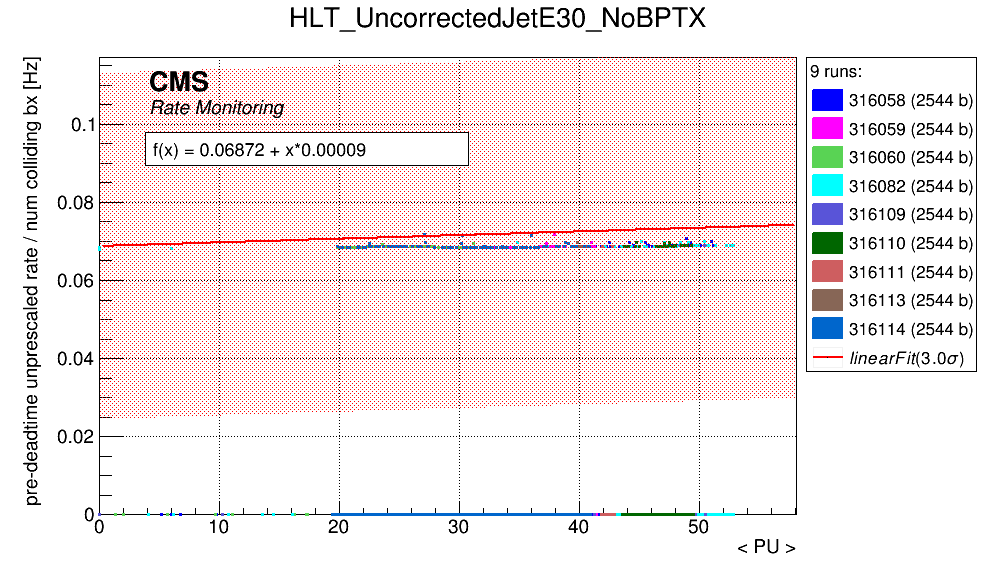 HLT_UncorrectedJetE30_NoBPTX
pre-deadtime unprescaled rate / num colliding bx [Hz]
CMS
Rate Monitoring
f(x) = 0.06872 + x*0.00009
0.1
0.08
0.06
0.04
0.02
0
0 10 20 30 40 50
< PU >
9 runs:
316058 (2544 b)
316059 (2544 b)
316060 (2544 b)
316082 (2544 b)
316109 (2544 b)
316110 (2544 b)
316111 (2544 b)
316113 (2544 b)
316114 (2544 b)
linearFit(3.0σ)